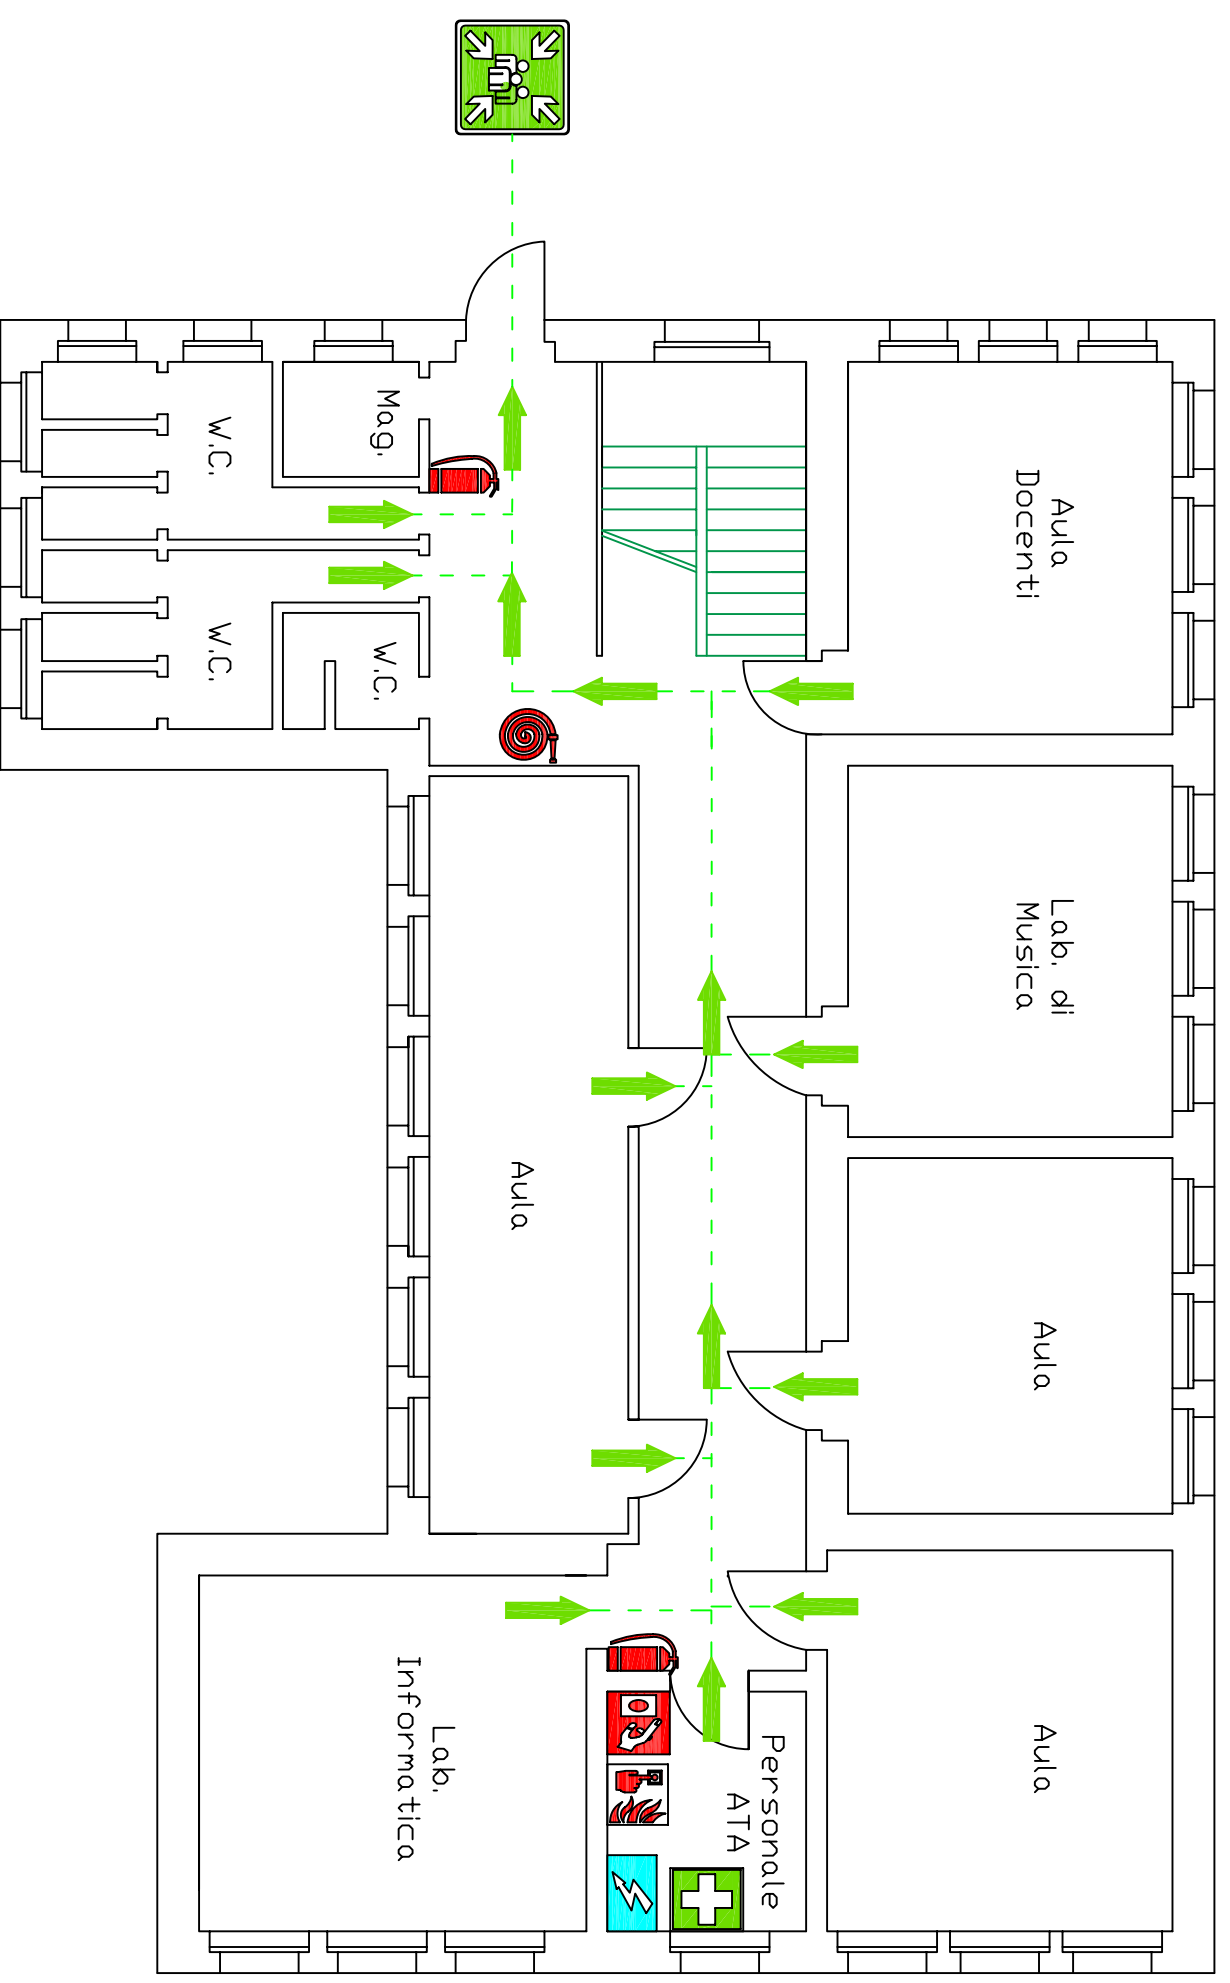 Aula
Docenti
Lab. di
Musica
Aula
Aula
Mag.
W.C.
W.C.
W.C.
Aula
Personale
ATA
Lab.
Informatica